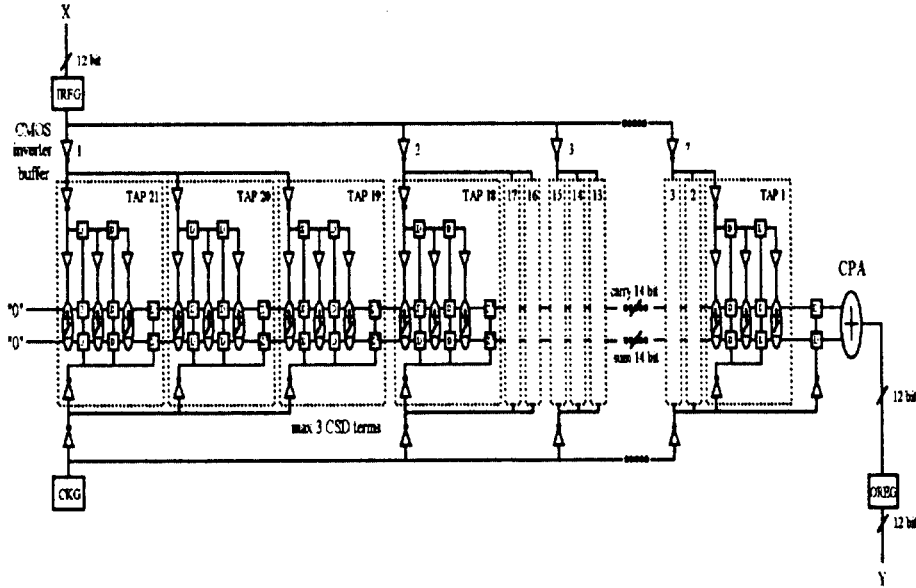 X
12 bit
IREG
CMOS
inverter
buffer
1
2
3
7
TAP 21
TAP 20
TAP 19
TAP 18
17
16
15
14
13
3
2
TAP 1
CPA
"0"
"0"
carry 14 bit
sum 14 bit
+
max 3 CSD terms
CKG
12 bit
OREG
12 bit
Y